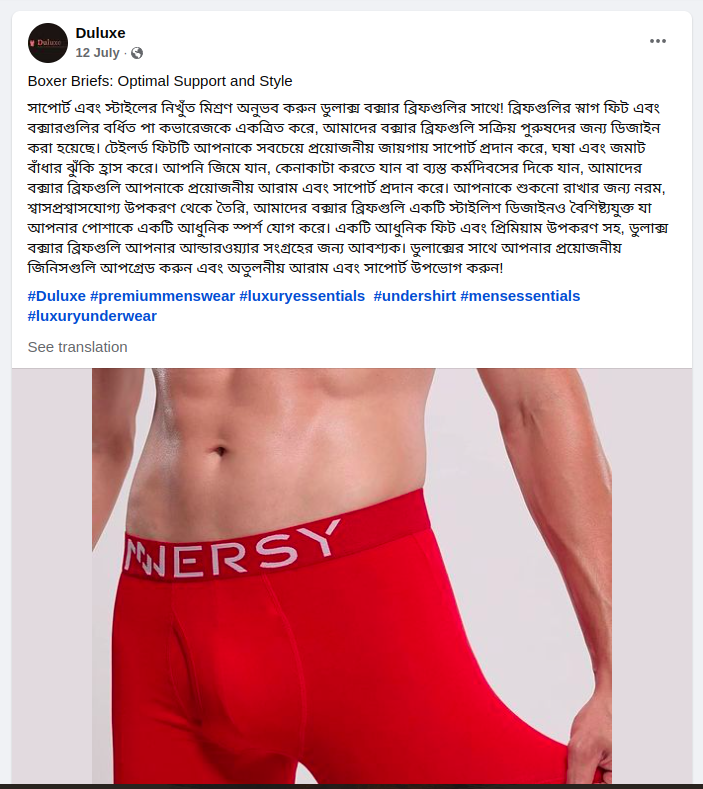 Duluxe
Duluxe
12 July ·
Boxer Briefs: Optimal Support and Style
সাপোর্ট এবং স্টাইলের নিখুঁত মিশ্রণ অনুভব করুন ডুলাক্স বক্সার ব্রিফগুলির সাথে! ব্রিফগুলির স্নাগ ফিট এবং
বক্সারগুলির বর্ধিত পা কভারেজকে একত্রিত করে, আমাদের বক্সার ব্রিফগুলি সক্রিয় পুরুষদের জন্য ডিজাইন
করা হয়েছে। টেইলর্ড ফিটটি আপনাকে সবচেয়ে প্রয়োজনীয় জায়গায় সাপোর্ট প্রদান করে, ঘষা এবং জমাট
বাঁধার ঝুঁকি হ্রাস করে। আপনি জিমে যান, কেনাকাটা করতে যান বা ব্যস্ত কর্মদিবসের দিকে যান, আমাদের
বক্সার ব্রিফগুলি আপনাকে প্রয়োজনীয় আরাম এবং সাপোর্ট প্রদান করে। আপনাকে শুকনো রাখার জন্য নরম,
শ্বাসপ্রশ্বাসযোগ্য উপকরণ থেকে তৈরি, আমাদের বক্সার ব্রিফগুলি একটি স্টাইলিশ ডিজাইনও বৈশিষ্ট্যযুক্ত যা
আপনার পোশাকে একটি আধুনিক স্পর্শ যোগ করে। একটি আধুনিক ফিট এবং প্রিমিয়াম উপকরণ সহ, ডুলাক্স
বক্সার ব্রিফগুলি আপনার আন্ডারওয়্যার সংগ্রহের জন্য আবশ্যক। ডুলাক্সের সাথে আপনার প্রয়োজনীয়
জিনিসগুলি আপগ্রেড করুন এবং অতুলনীয় আরাম এবং সাপোর্ট উপভোগ করুন!
#Duluxe #premiummenswear #luxuryessentials #undershirt #mensessentials
#luxuryunderwear
See translation